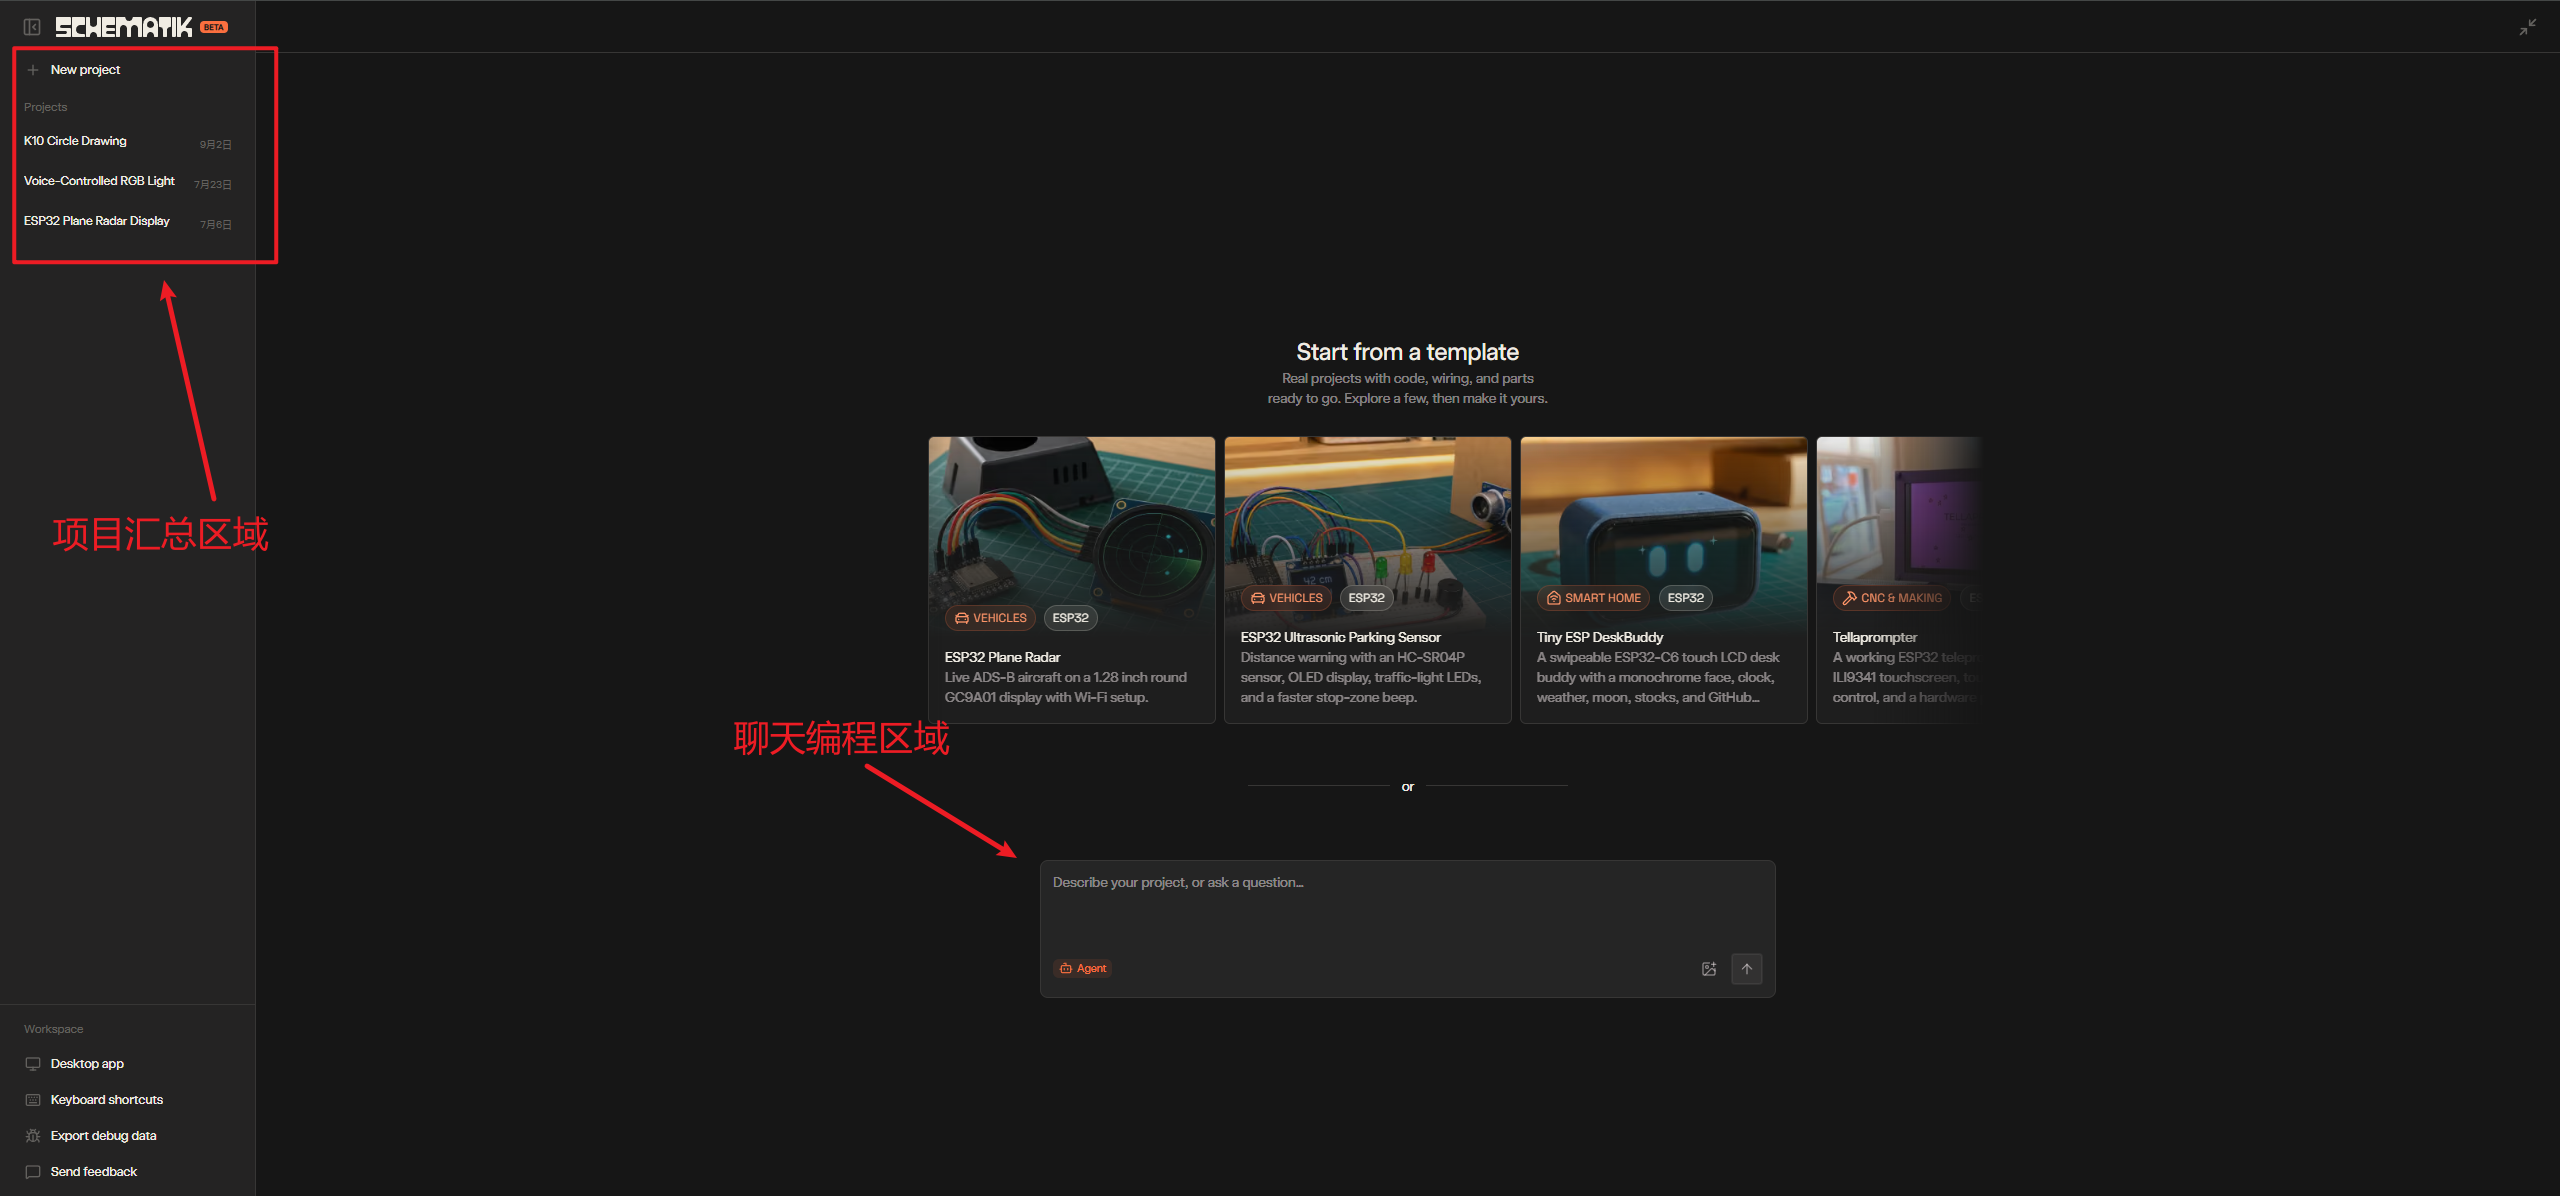 SCHEMATIK BETA
New project
Projects
K10 Circle Drawing 9月2日
Voice-Controlled RGB Light 7月23日
ESP32 Plane Radar Display 7月6日
项目汇总区域
Start from a template
Real projects with code, wiring, and parts
ready to go. Explore a few, then make it yours.
VEHICLES ESP32
ESP32 Plane Radar
Live ADS-B aircraft on a 1.28 inch round
GC9A01 display with Wi-Fi setup.
42 cm
VEHICLES ESP32
ESP32 Ultrasonic Parking Sensor
Distance warning with an HC-SR04P
sensor, OLED display, traffic-light LEDs,
and a faster stop-zone beep.
SMART HOME ESP32
Tiny ESP DeskBuddy
A swipeable ESP32-C6 touch LCD desk
buddy with a monochrome face, clock,
weather, moon, stocks, and GitHub...
CNC & MAKING
Tellaprompter
A working ESP32
ILI9341 touchscreen,
control, and a hardware
聊天编程区域
or
Describe your project, or ask a question...
Agent
Workspace
Desktop app
Keyboard shortcuts
Export debug data
Send feedback